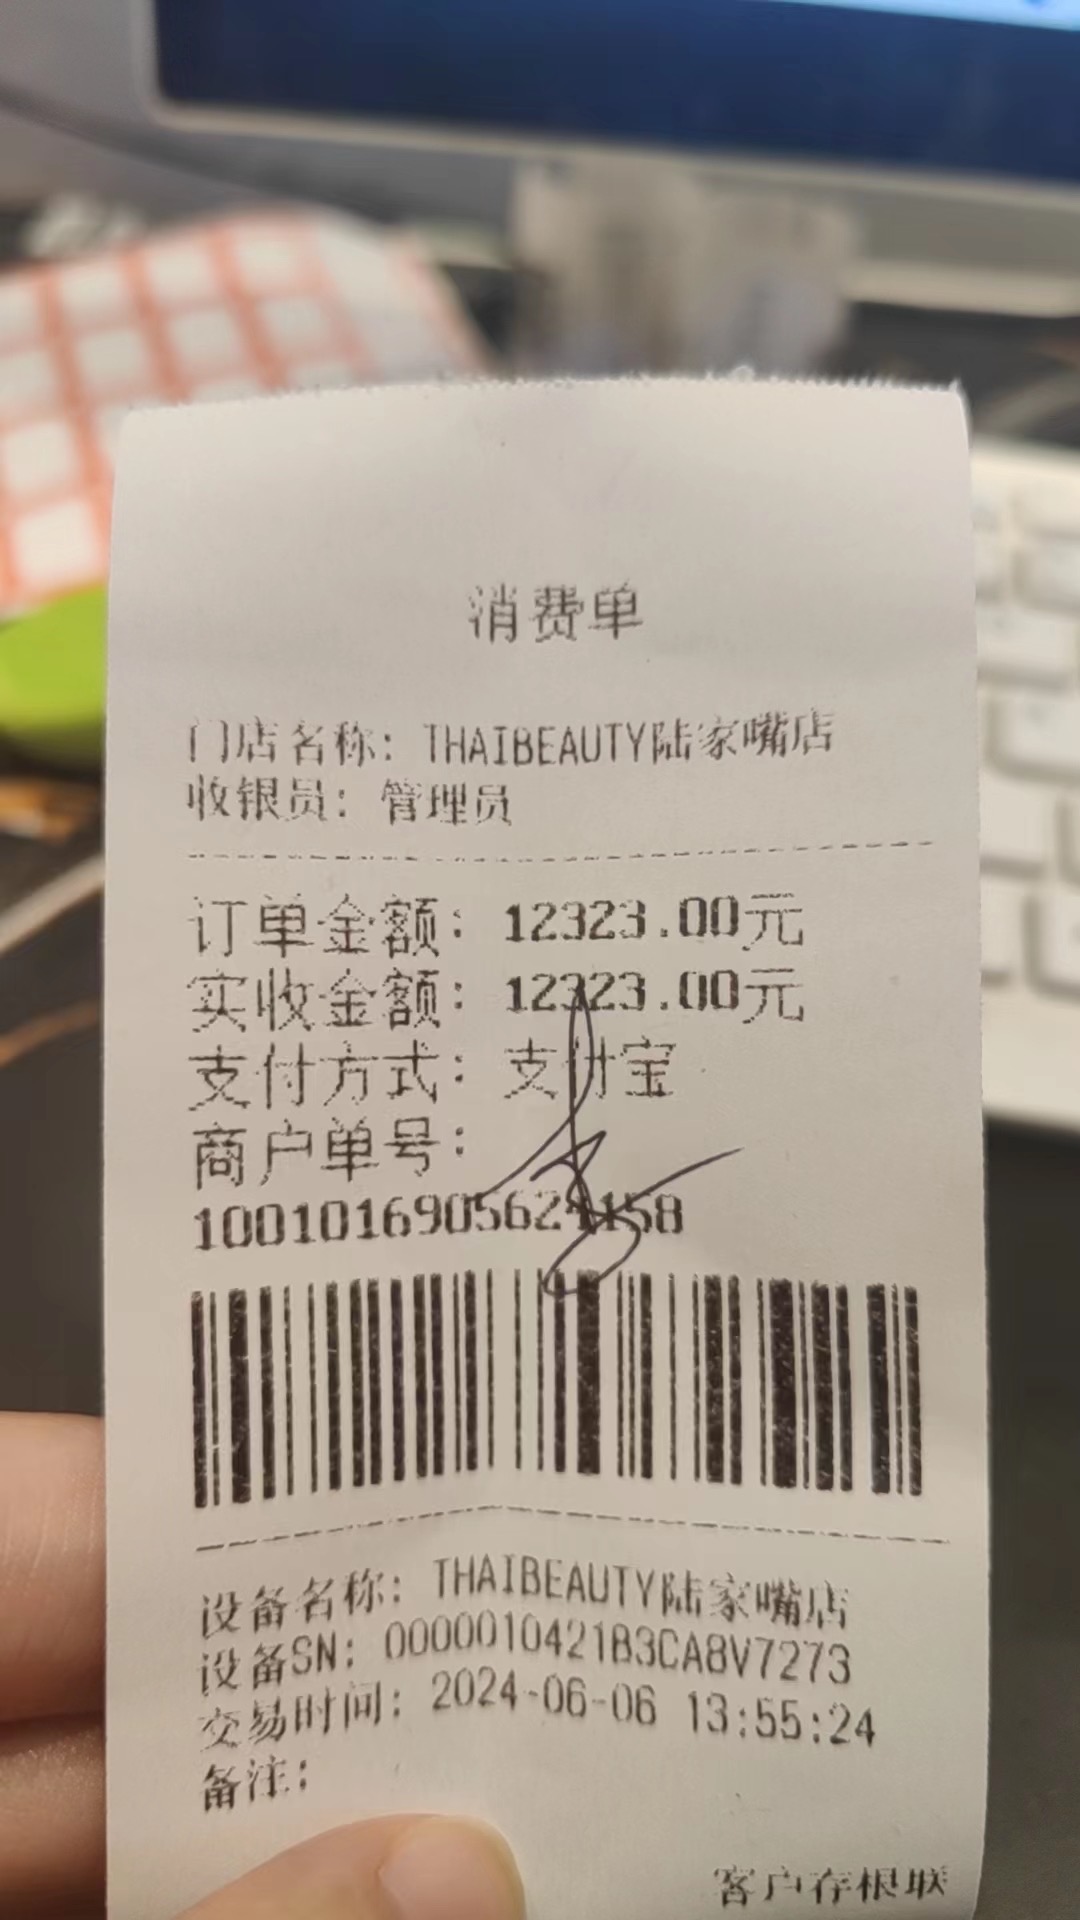 消费单
门店名称: THAIBEAUTY陆家嘴店
收银员: 管理员
订单金额: 12323.00元
实收金额: 12323.00元
支付方式: 支付宝
商户单号:
1001016905624158
设备名称: THAIBEAUTY陆家嘴店
设备SN: 0000010421B3CA8V7273
交易时间: 2024-06-06 13:55:24
备注:
客户存根联